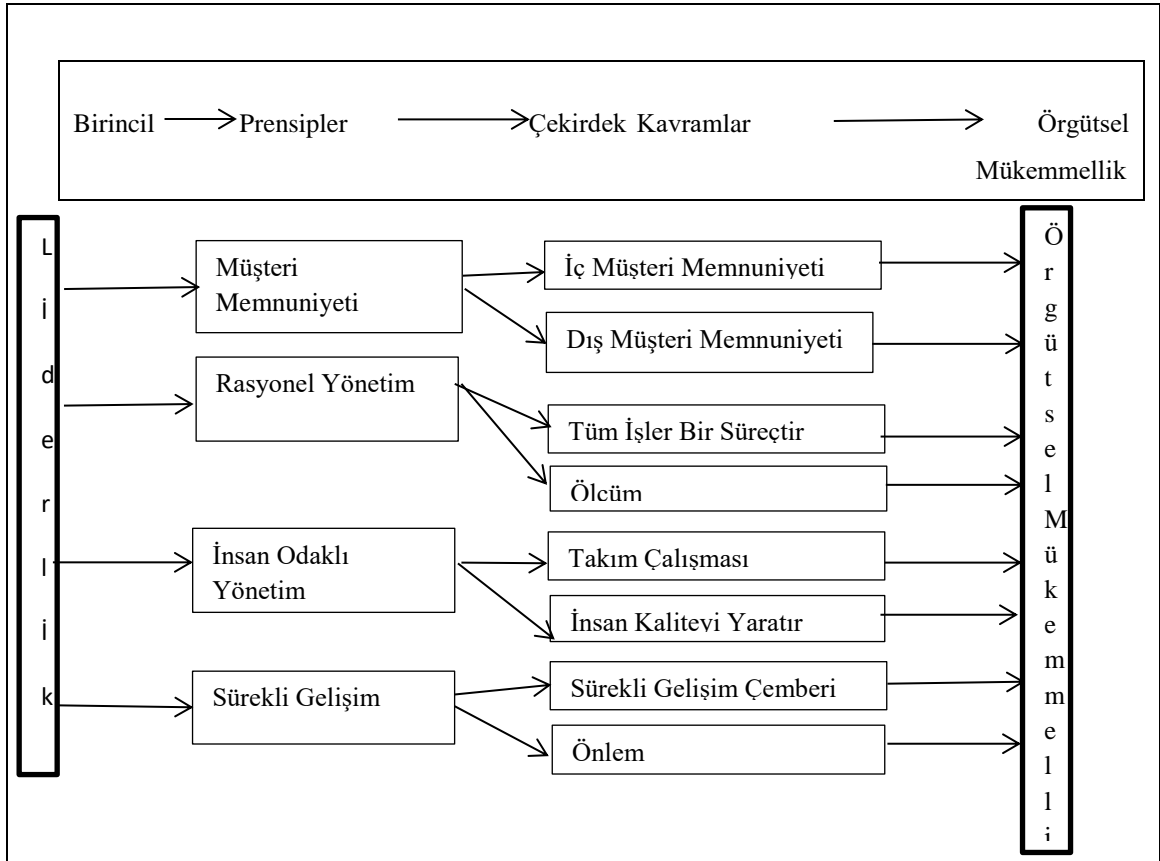 Birincil Prensipler Çekirdek Kavramlar Örgütsel
Mükemmellik
Liderlik
Müşteri
Memnuniyeti
İç Müşteri Memnuniyeti
Dış Müşteri Memnuniyeti
Rasyonel Yönetim
Tüm İşler Bir Süreçtir
Ölçüm
İnsan Odaklı
Yönetim
Takım Çalışması
İnsan Kaliteyi Yaratır
Sürekli Gelişim
Sürekli Gelişim Çemberi
Önlem
Örgütsel Mükemmelli